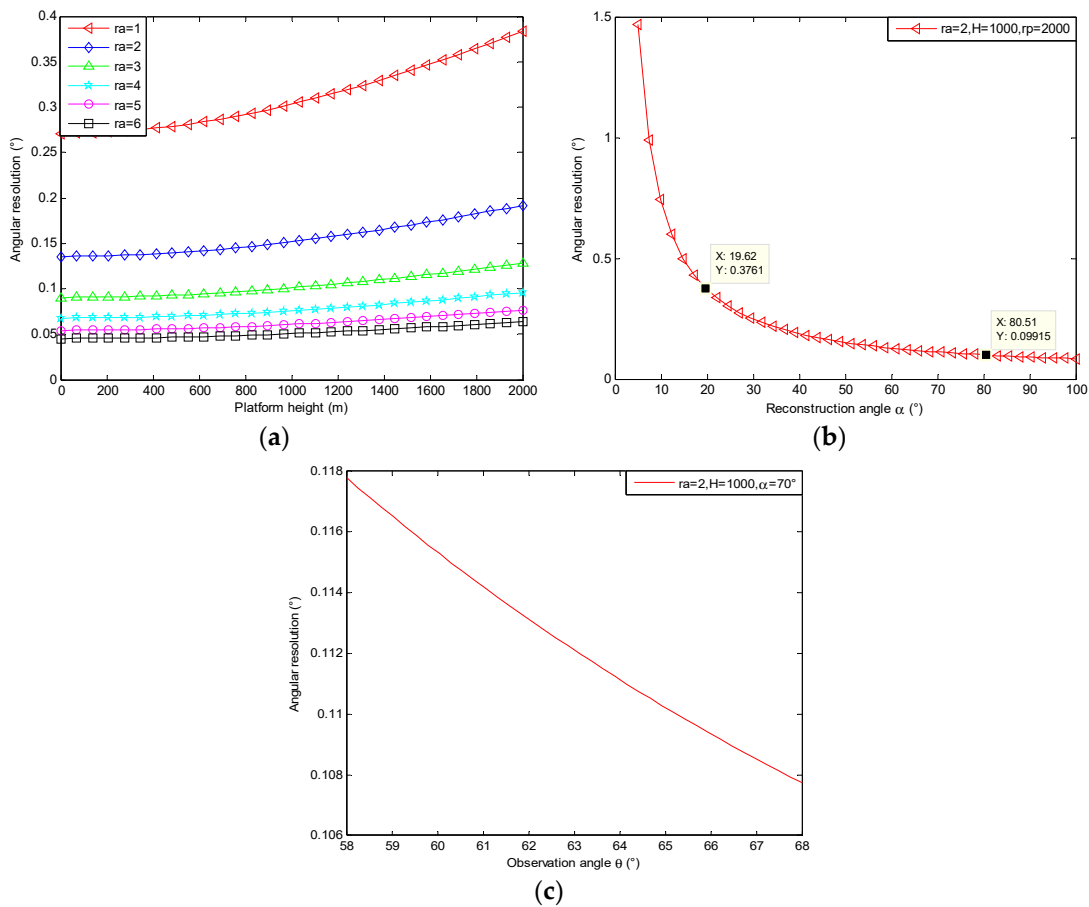 0.4
0.35
0.3
0.25
0.2
0.15
0.1
0.05
0
Angular resolution (°)
ra=1
ra=2
ra=3
ra=4
ra=5
ra=6
0 200 400 600 800 1000 1200 1400 1600 1800 2000
Platform height (m)
(a)
1.5
1
0.5
0
Angular resolution (°)
ra=2,H=1000,rp=2000
X: 19.62
Y: 0.3761
X: 80.51
Y: 0.09915
0 10 20 30 40 50 60 70 80 90 100
Reconstruction angle α (°)
(b)
0.118
0.116
0.114
0.112
0.11
0.108
0.106
Angular resolution (°)
ra=2,H=1000,α=70°
58 59 60 61 62 63 64 65 66 67 68
Observation angle θ (°)
(c)